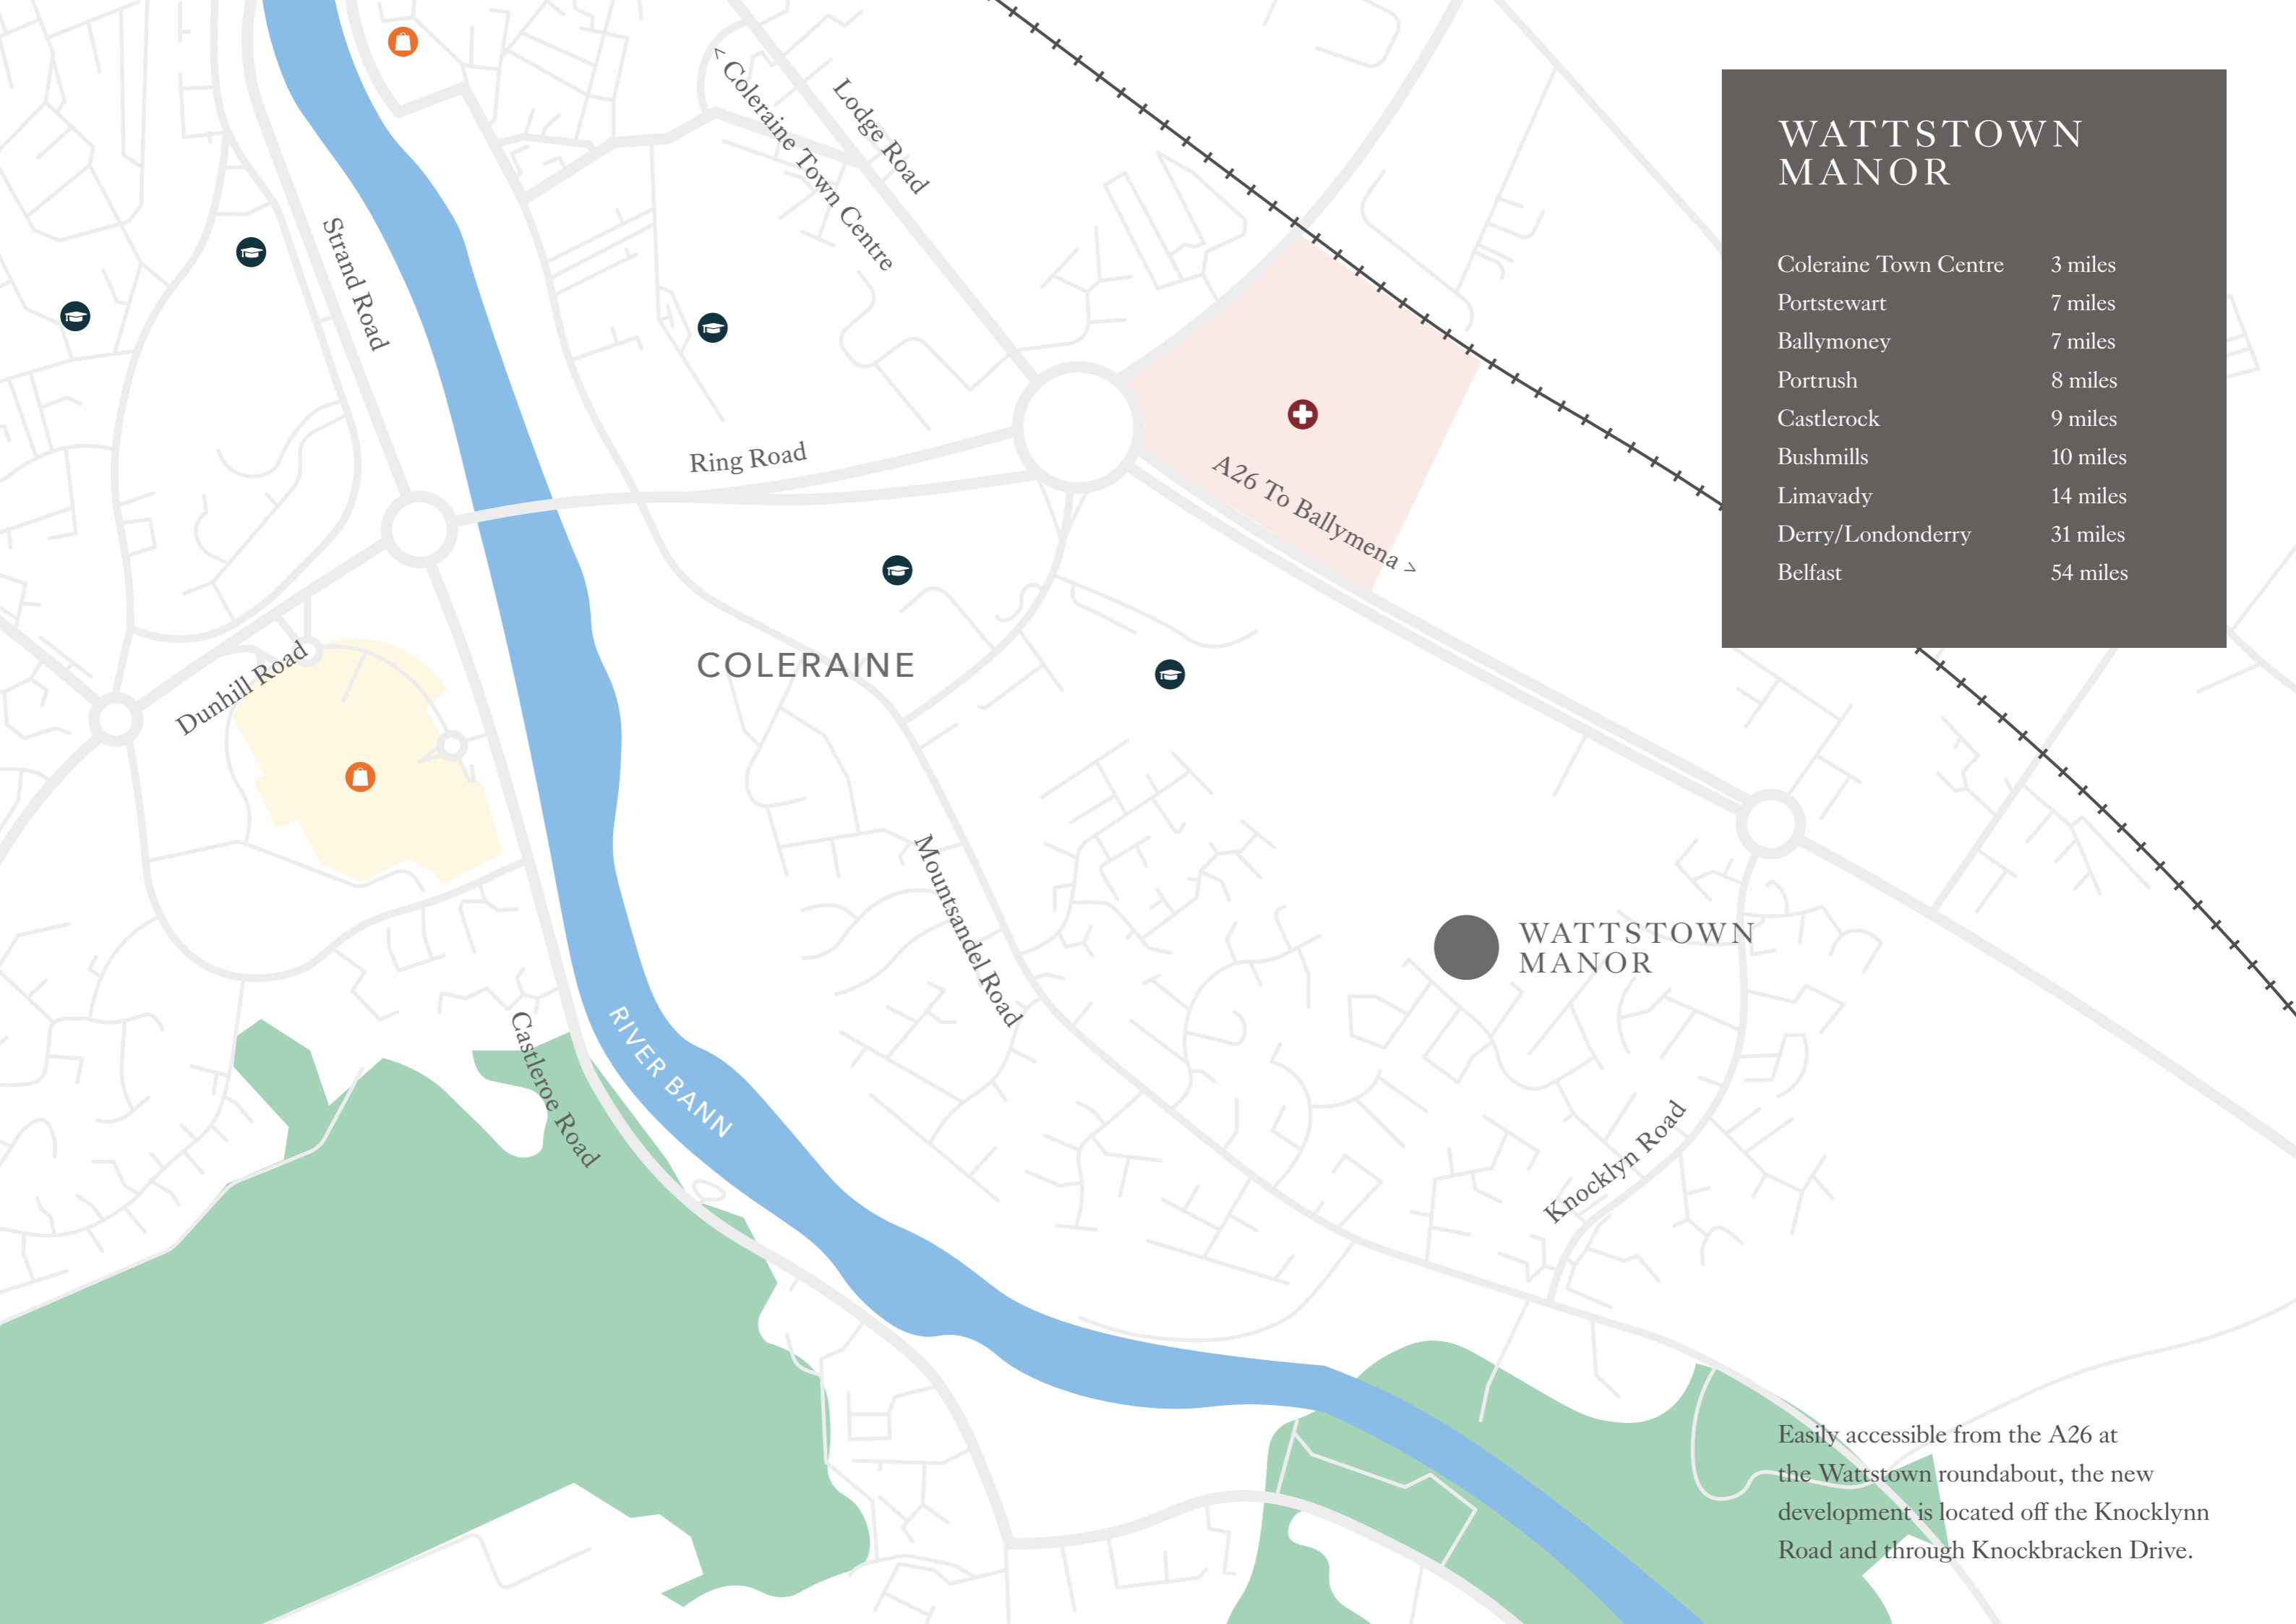 < Coleraine Town Centre
Lodge Road
Strand Road
Ring Road
A26 To Ballymena >
COLERAINE
Dunhill Road
Mountsandel Road
WATTSTOWN
MANOR
Castleroe Road
RIVER BANN
Knocklyn Road
WATTSTOWN
MANOR
Coleraine Town Centre 3 miles
Portstewart 7 miles
Ballymoney 7 miles
Portrush 8 miles
Castlerock 9 miles
Bushmills 10 miles
Limavady 14 miles
Derry/Londonderry 31 miles
Belfast 54 miles
Easily accessible from the A26 at
the Wattstown roundabout, the new
development is located off the Knocklynn
Road and through Knockbracken Drive.